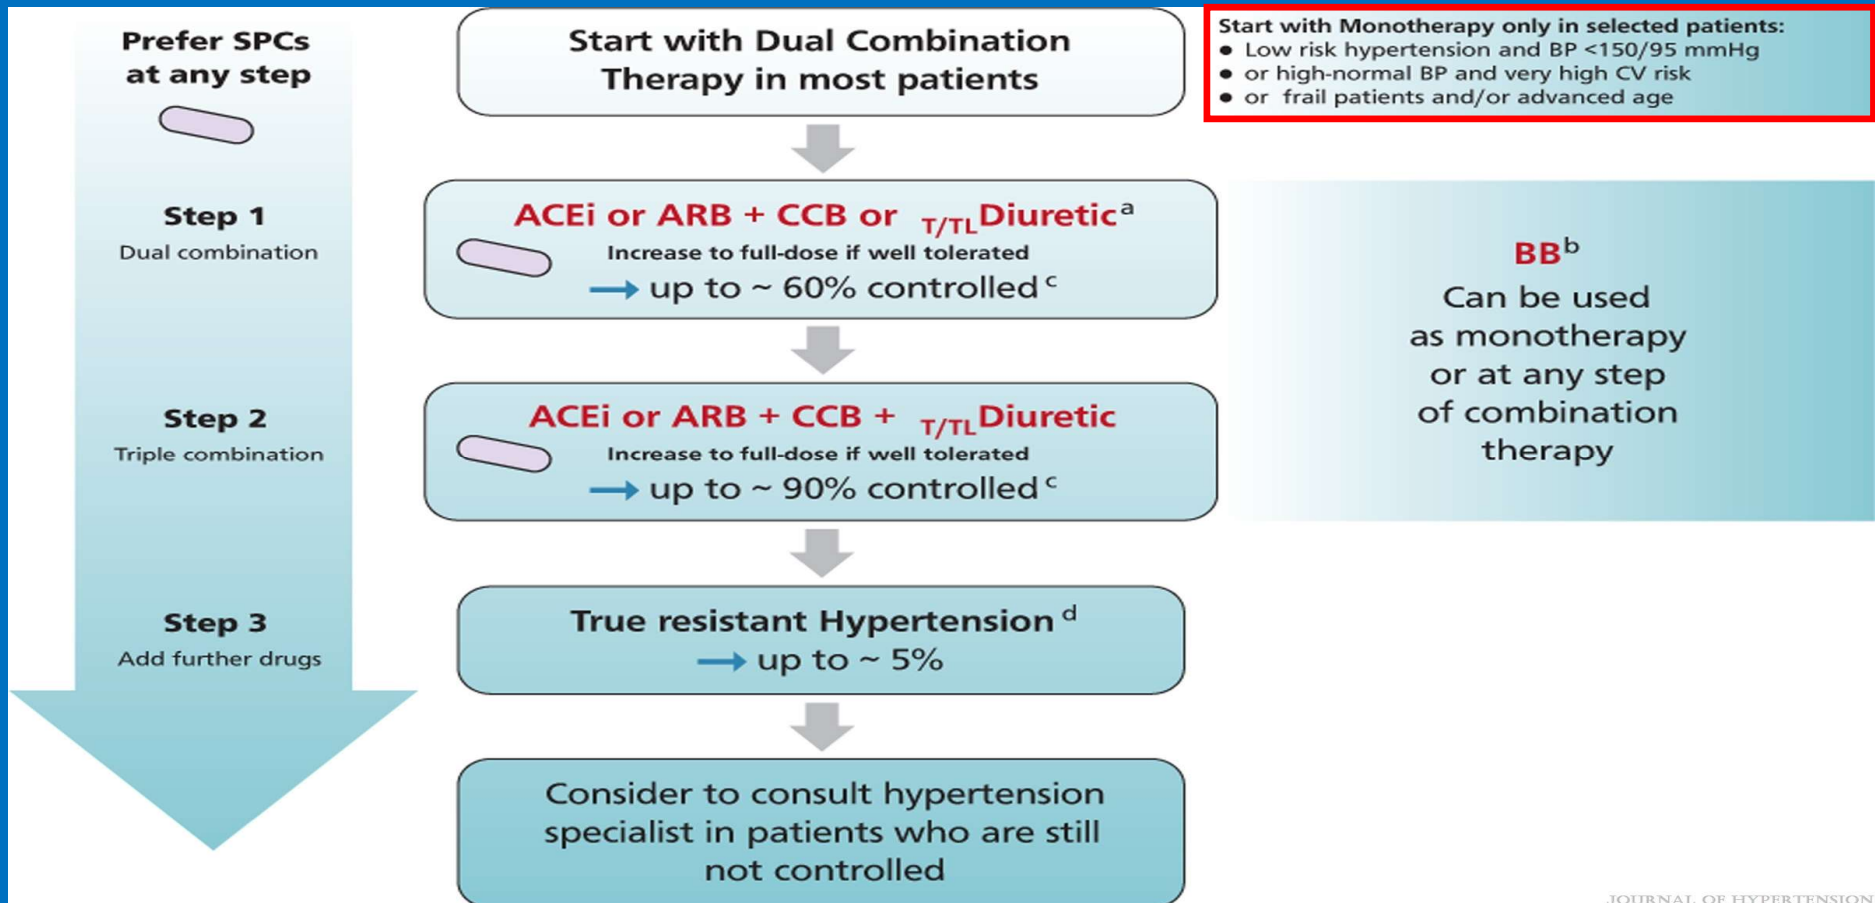 Prefer SPCs
at any step
Start with Dual Combination
Therapy in most patients
Start with Monotherapy only in selected patients:
● Low risk hypertension and BP <150/95 mmHg
● or high-normal BP and very high CV risk
● or frail patients and/or advanced age
Step 1
Dual combination
ACEi or ARB + CCB or T/TLDiuretic a
Increase to full-dose if well tolerated
→ up to ~ 60% controlled c
BB b
Can be used
as monotherapy
or at any step
of combination
therapy
Step 2
Triple combination
ACEi or ARB + CCB + T/TLDiuretic
Increase to full-dose if well tolerated
→ up to ~ 90% controlled c
Step 3
Add further drugs
True resistant Hypertension d
→ up to ~ 5%
Consider to consult hypertension
specialist in patients who are still
not controlled
JOURNAL OF HYPERTENSION